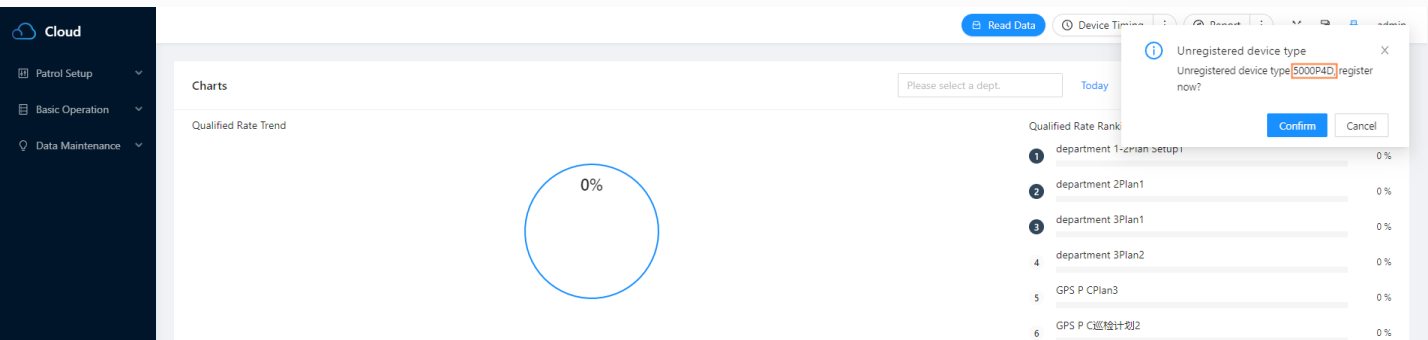 Cloud
Read Data
Device Timing
Report
admin
Patrol Setup
Basic Operation
Data Maintenance
Charts
Please select a dept.
Today
Unregistered device type
Unregistered device type 5000P4D, register
now?
Confirm
Cancel
Qualified Rate Trend
0%
Qualified Rate Ranki
1 department 1-2Plan Setup1 0 %
2 department 2Plan1 0 %
3 department 3Plan1 0 %
4 department 3Plan2 0 %
5 GPS P CPlan3 0 %
6 GPS P C巡检计划2 0 %